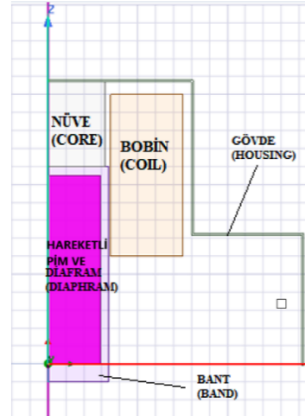 Z
NÜVE
(CORE)
BOBİN
(COIL)
GÖVDE
(HOUSING)
HAREKETLİ
PİM VE
DİAFRAM
(DIAPHRAM)
BANT
(BAND)